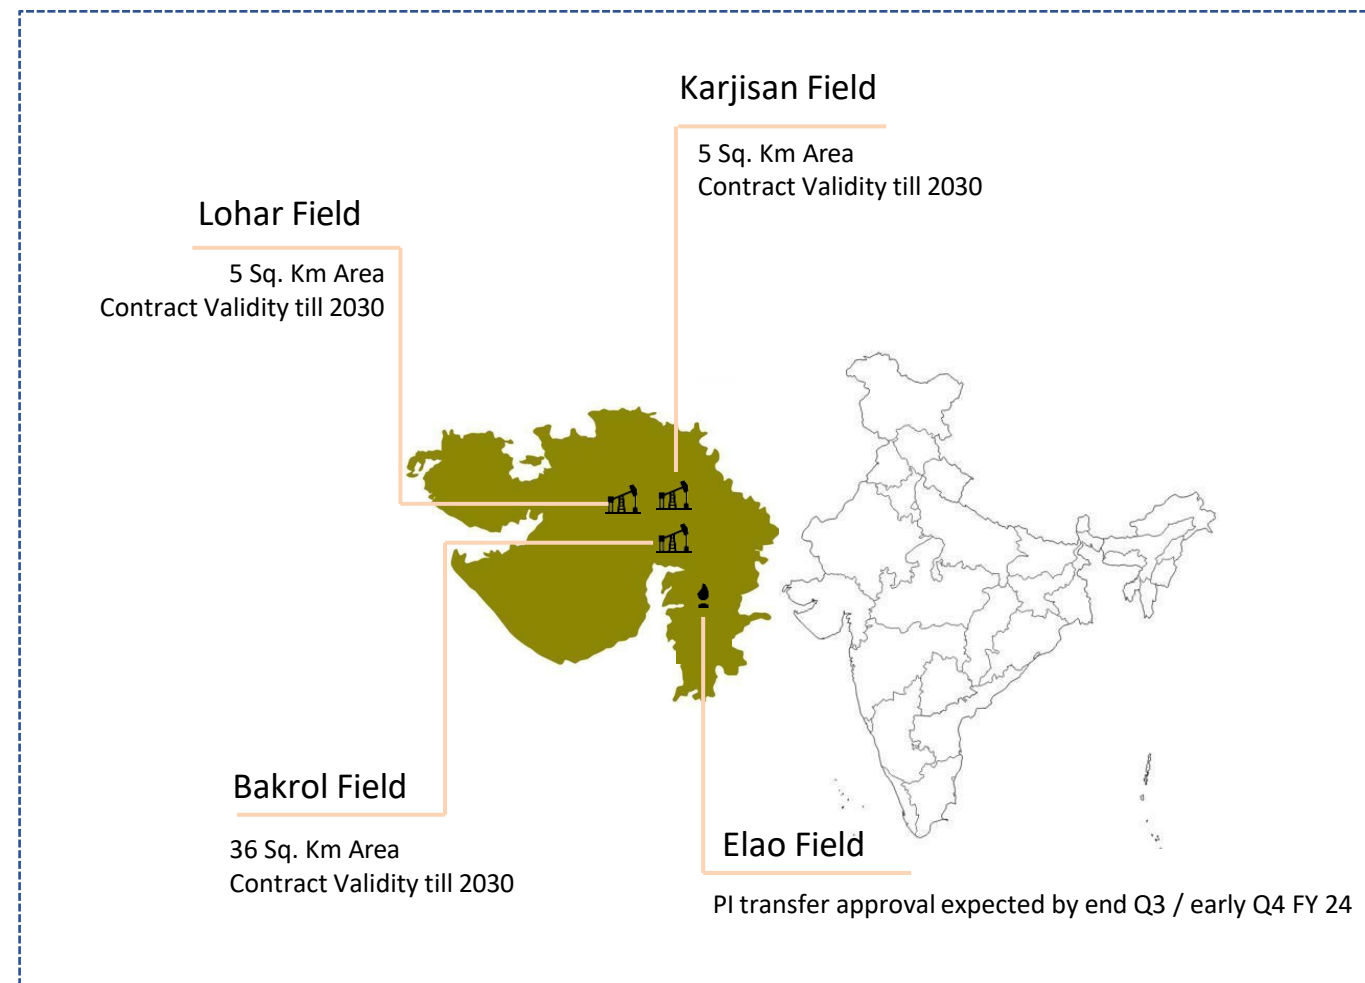 Karjisan Field
5 Sq. Km Area
Contract Validity till 2030
Lohar Field
5 Sq. Km Area
Contract Validity till 2030
Bakrol Field
36 Sq. Km Area
Contract Validity till 2030
Elao Field
PI transfer approval expected by end Q3 / early Q4 FY 24